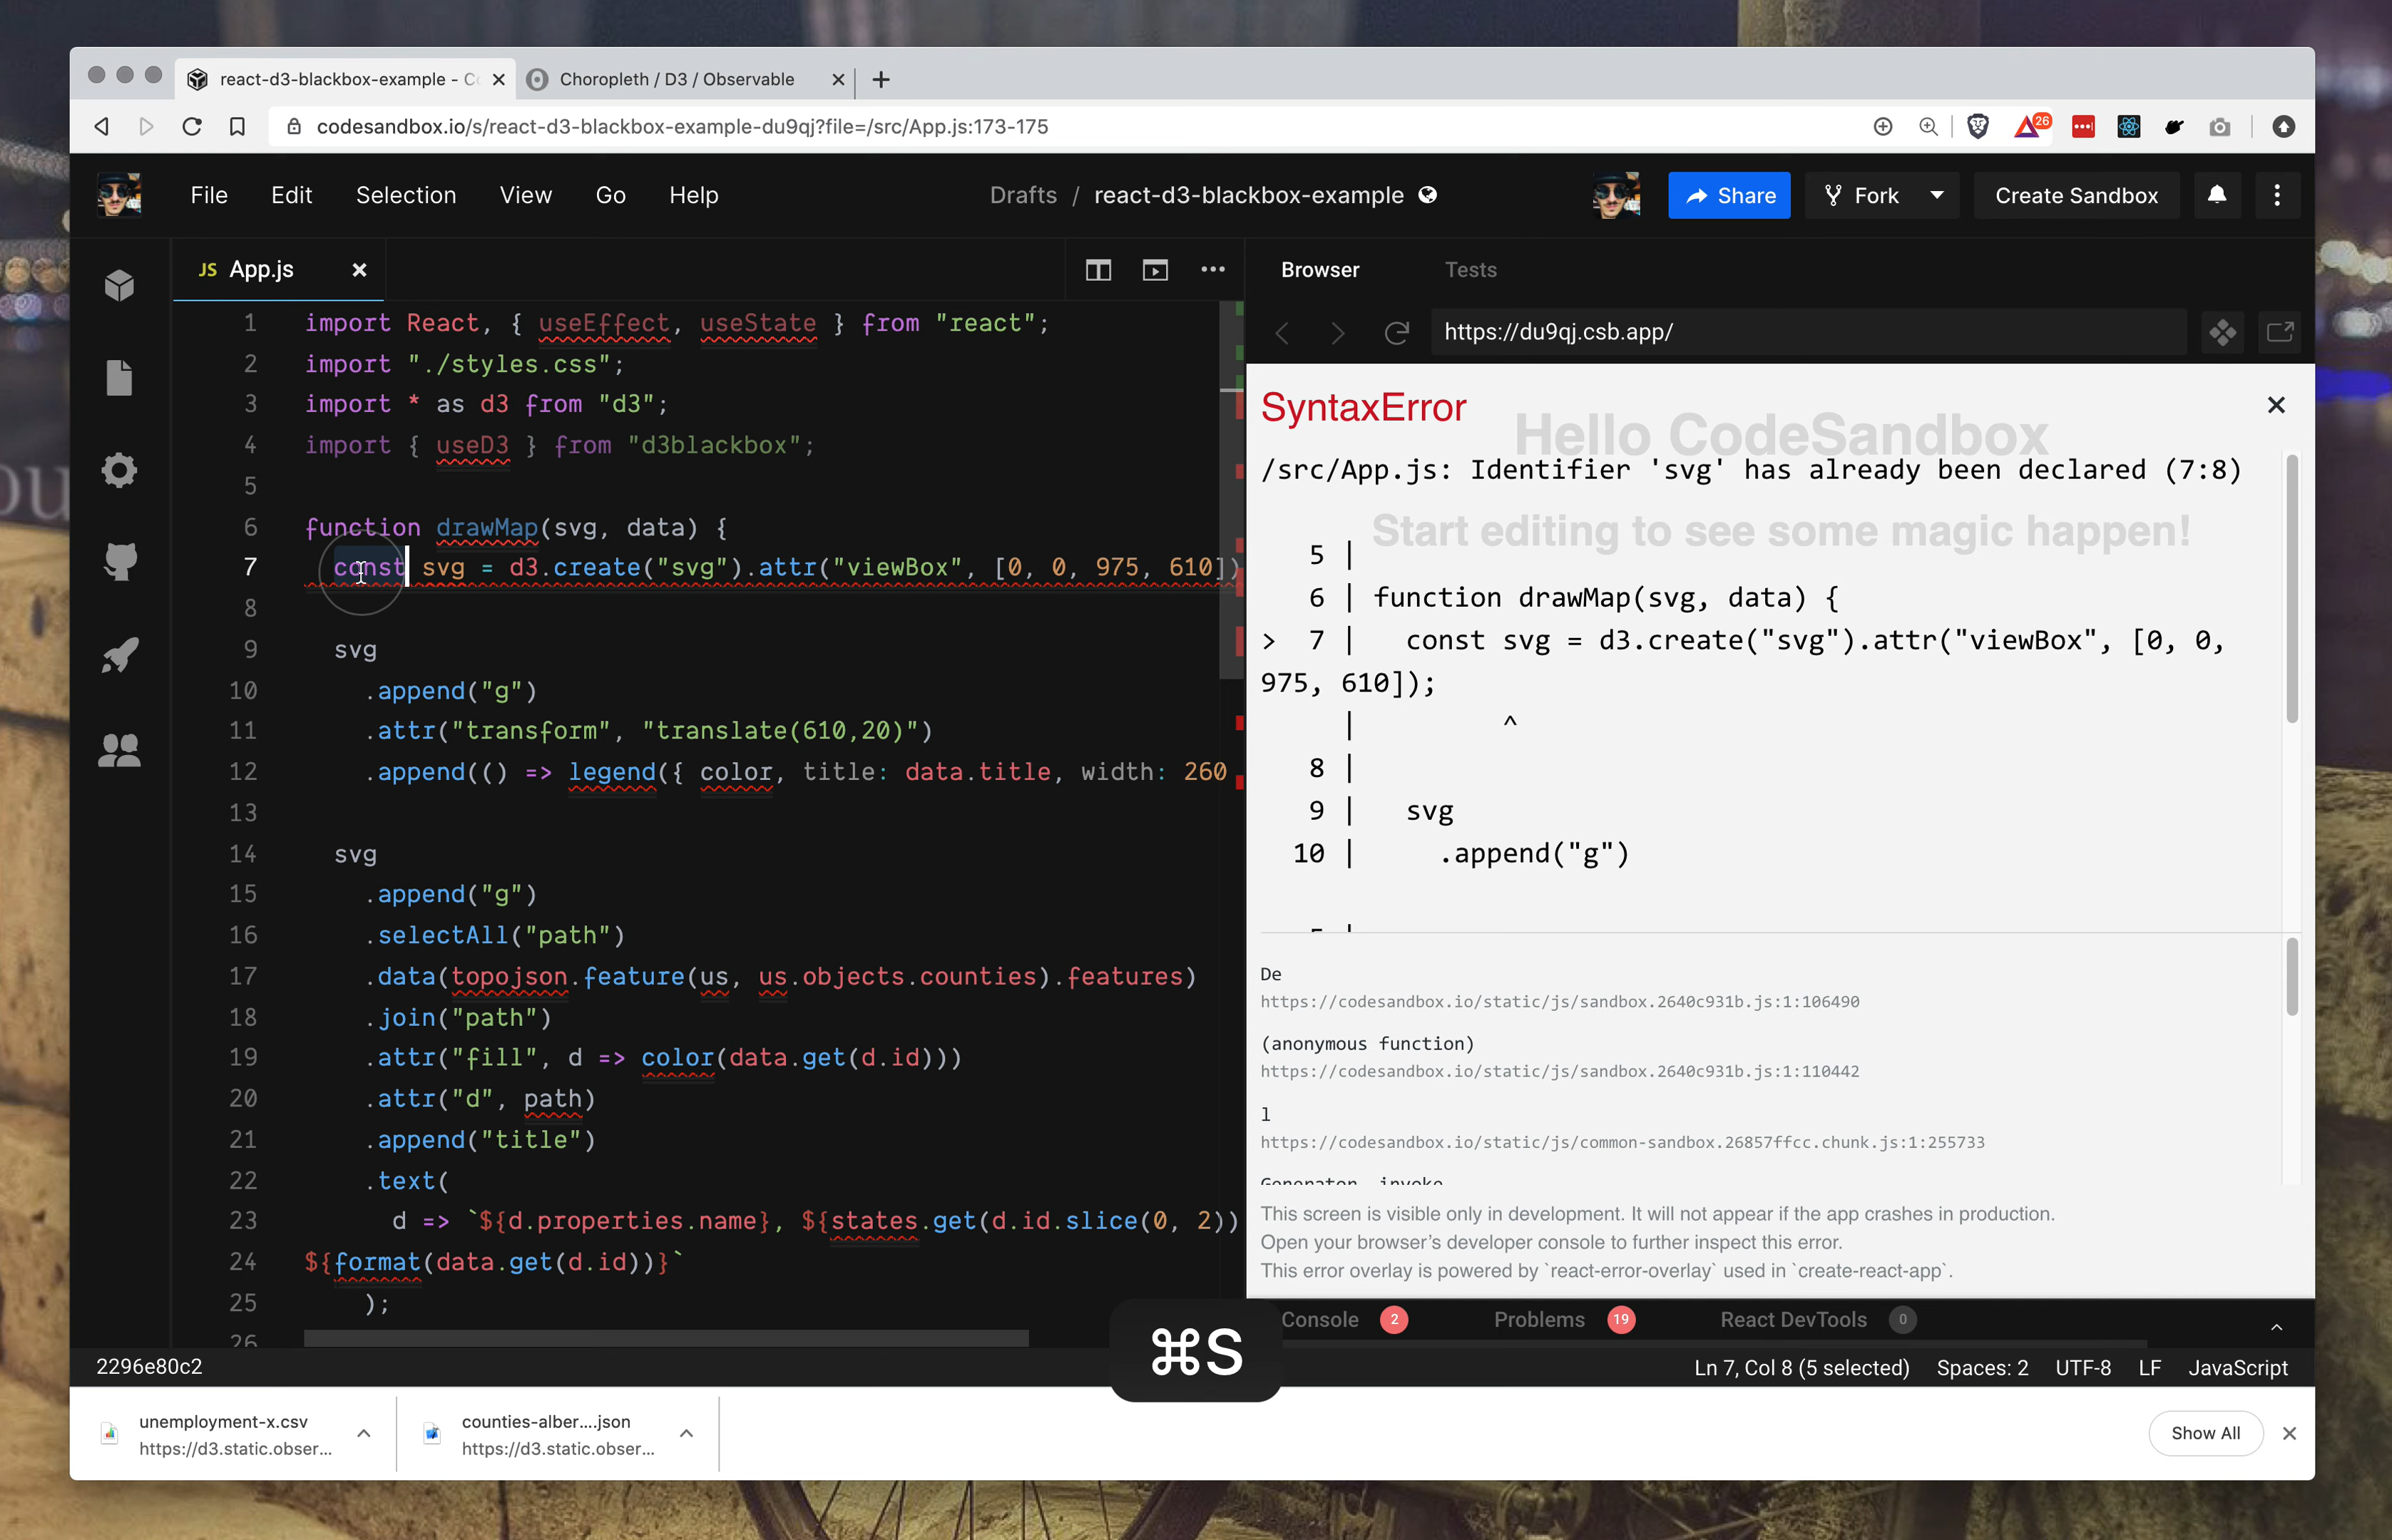 react-d3-blackbox-example - C
Choropleth / D3 / Observable
codesandbox.io/s/react-d3-blackbox-example-du9qj?file=/src/App.js:173-175
26
File Edit Selection View Go Help
Drafts / react-d3-blackbox-example
Share Fork Create Sandbox
JS App.js
1 import React, { useEffect, useState } from "react";
2 import "./styles.css";
3 import * as d3 from "d3";
4 import { useD3 } from "d3blackbox";
5
6 function drawMap(svg, data) {
7 const svg = d3.create("svg").attr("viewBox", [0, 0, 975, 610])
8
9 svg
10 .append("g")
11 .attr("transform", "translate(610,20)")
12 .append(() => legend({ color, title: data.title, width: 260
13
14 svg
15 .append("g")
16 .selectAll("path")
17 .data(topojson.feature(us, us.objects.counties).features)
18 .join("path")
19 .attr("fill", d => color(data.get(d.id)))
20 .attr("d", path)
21 .append("title")
22 .text(
23 d => `${d.properties.name}, ${states.get(d.id.slice(0, 2))
24 ${format(data.get(d.id))}`
25 );
26
Browser Tests
https://du9qj.csb.app/
SyntaxError
Hello CodeSandbox
/src/App.js: Identifier 'svg' has already been declared (7:8)
Start editing to see some magic happen!
5 |
6 | function drawMap(svg, data) {
> 7 | const svg = d3.create("svg").attr("viewBox", [0, 0,
975, 610]);
| ^
8 |
9 | svg
10 | .append("g")
5 |
De
https://codesandbox.io/static/js/sandbox.2640c931b.js:1:106490
(anonymous function)
https://codesandbox.io/static/js/sandbox.2640c931b.js:1:110442
l
https://codesandbox.io/static/js/common-sandbox.26857ffcc.chunk.js:1:255733
This screen is visible only in development. It will not appear if the app crashes in production.
Open your browser’s developer console to further inspect this error.
This error overlay is powered by `react-error-overlay` used in `create-react-app`.
Console 2 Problems 19 React DevTools 0
⌘S
2296e80c2
Ln 7, Col 8 (5 selected) Spaces: 2 UTF-8 LF JavaScript
unemployment-x.csv
https://d3.static.obser...
counties-alber....json
https://d3.static.obser...
Show All